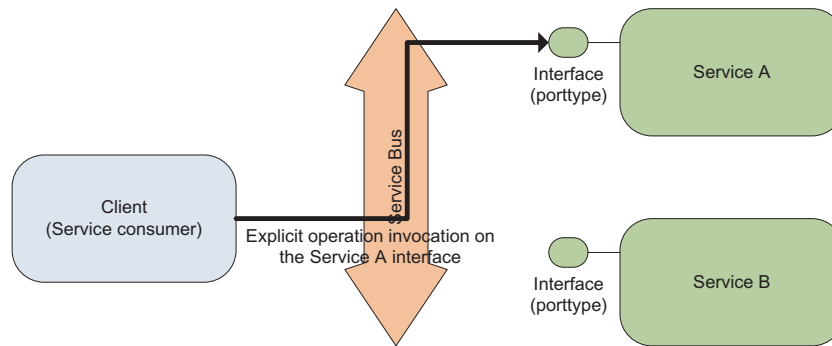 Service A
Interface
(porttype)
Service Bus
Client
(Service consumer)
Explicit operation invocation on
the Service A interface
Service B
Interface
(porttype)